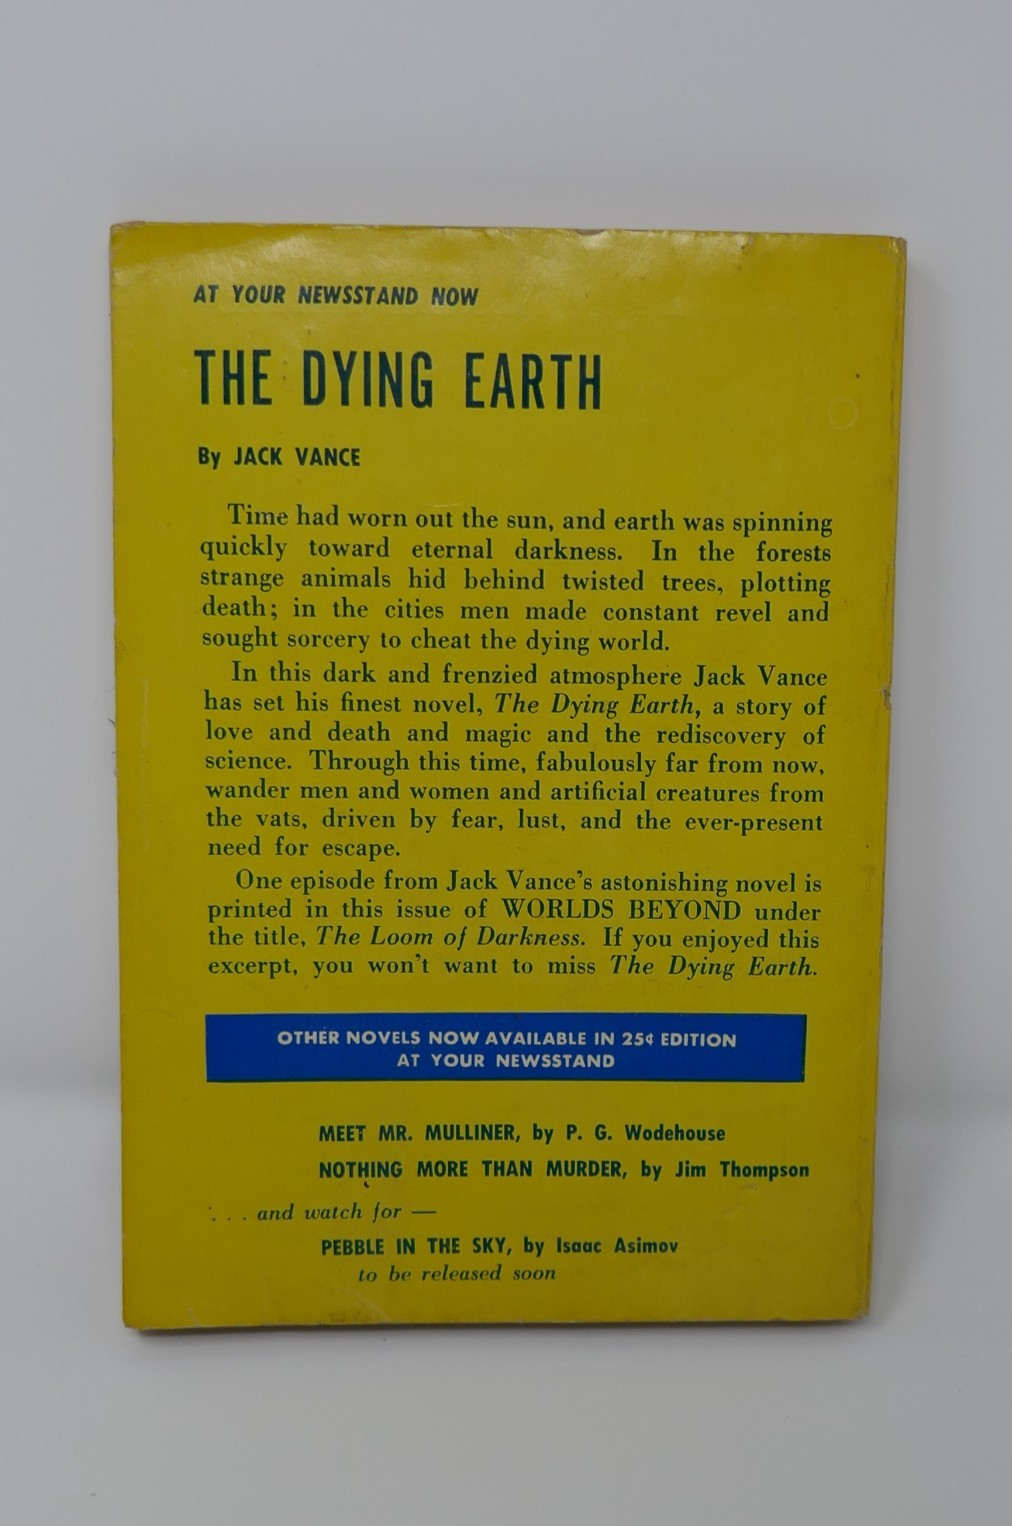 AT YOUR NEWSSTAND NOW
THE DYING EARTH
By JACK VANCE
Time had worn out the sun, and earth was spinning
quickly toward eternal darkness. In the forests
strange animals hid behind twisted trees, plotting
death; in the cities men made constant revel and
sought sorcery to cheat the dying world.
In this dark and frenzied atmosphere Jack Vance
has set his finest novel, The Dying Earth, a story of
love and death and magic and the rediscovery of
science. Through this time, fabulously far from now,
wander men and women and artificial creatures from
the vats, driven by fear, lust, and the ever-present
need for escape.
One episode from Jack Vance's astonishing novel is
printed in this issue of WORLDS BEYOND under
the title, The Loom of Darkness. If you enjoyed this
excerpt, you won't want to miss The Dying Earth.
OTHER NOVELS NOW AVAILABLE IN 25¢ EDITION
AT YOUR NEWSSTAND
MEET MR. MULLINER, by P. G. Wodehouse
NOTHING MORE THAN MURDER, by Jim Thompson
. . . and watch for —
PEBBLE IN THE SKY, by Isaac Asimov
to be released soon